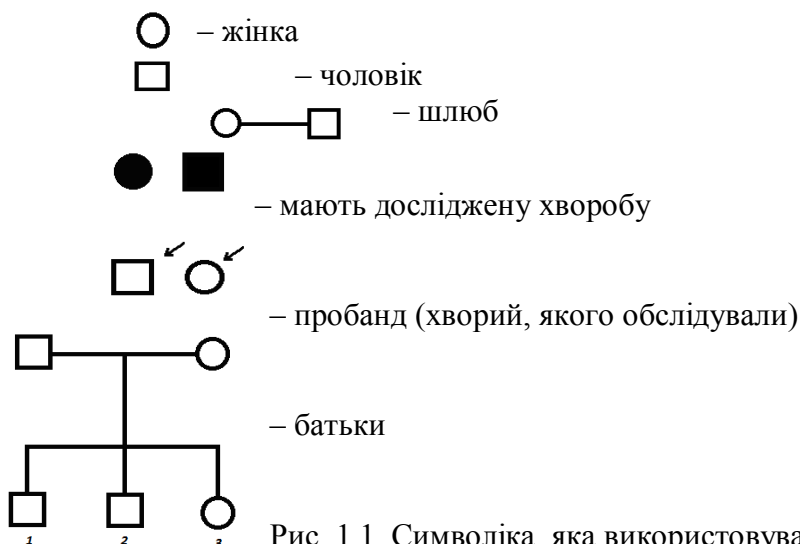 – жінка
– чоловік
– шлюб
– мають досліджену хворобу
– пробанд (хворий, якого обслідували)
– батьки
1 2 3
Рис 1 1 Символіка яка використовува